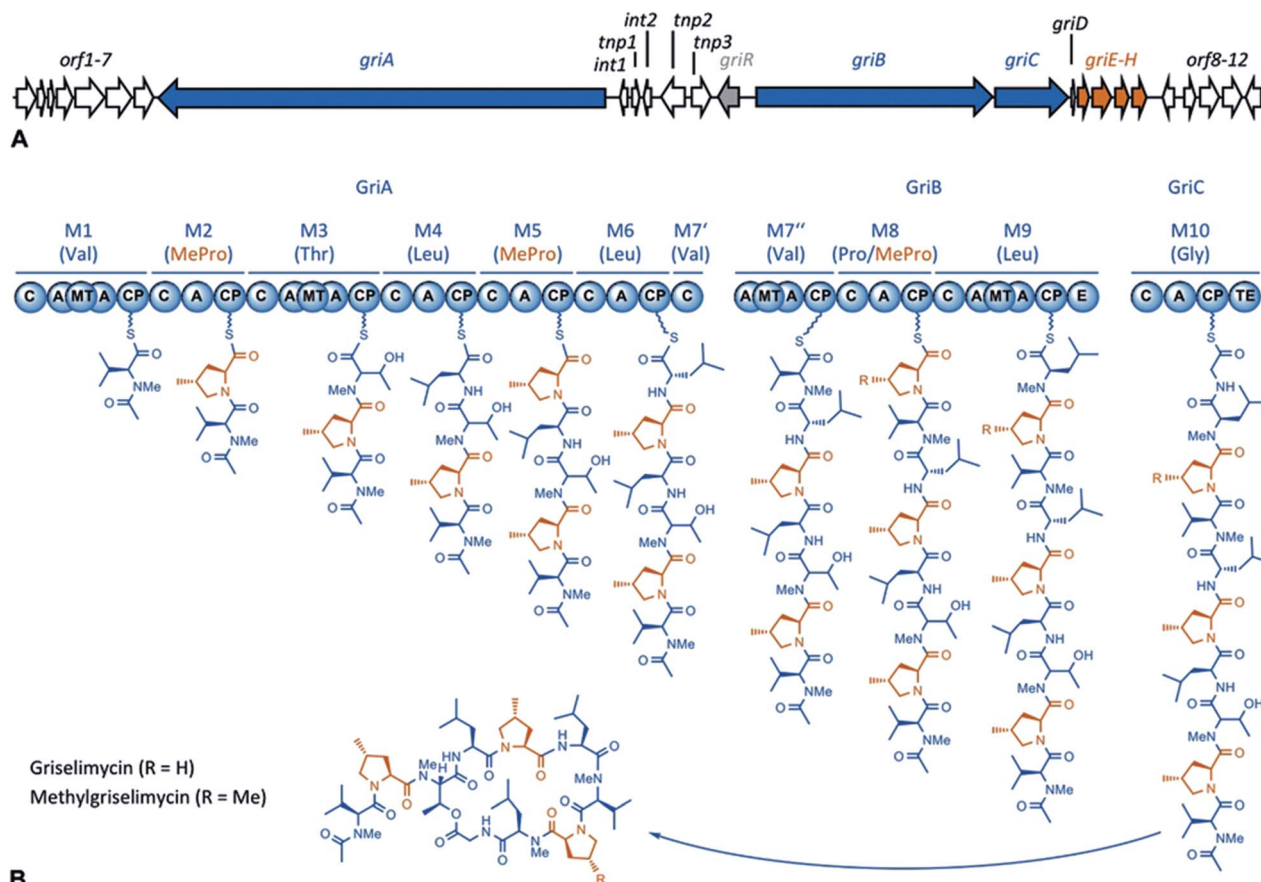 int2 tnp2 griD
orf1-7 griA tnp1 tnp3 griR griB griC griE-H orf8-12
int1
A
GriA GriB GriC
M1 M2 M3 M4 M5 M6 M7‘ M7‘‘ M8 M9 M10
(Val) (MePro) (Thr) (Leu) (MePro) (Leu) (Val) (Val) (Pro/MePro) (Leu) (Gly)
C A MT A CP C A CP C A MT A CP C A CP C A CP C A CP C A MT A CP C A CP C A MT A CP E C A CP TE
Griselimycin (R = H)
Methylgriselimycin (R = Me)
B